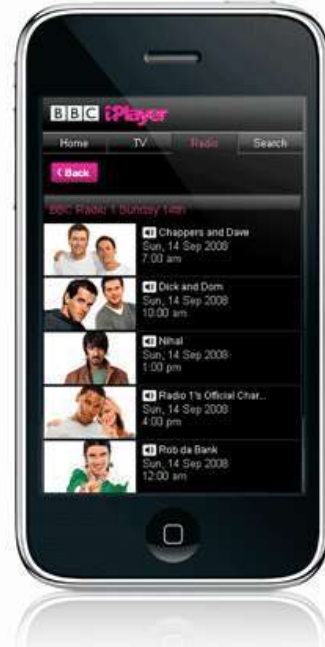 BBC iPlayer
Home TV Radio Search
Back
BBC Radio 1 Sunday 14th
Chappers and Dave
Sun, 14 Sep 2008
7:00 am
Dick and Dom
Sun, 14 Sep 2008
10:00 am
Nihal
Sun, 14 Sep 2008
1:00 pm
Radio 1's Official Char...
Sun, 14 Sep 2008
4:00 pm
Rob da Bank
Sun, 14 Sep 2008
12:00 am